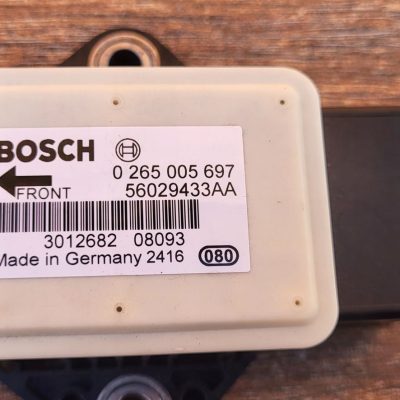 BOSCH
0 265 005 697
FRONT
56029433AA
3012682 08093
Made in Germany 2416 080